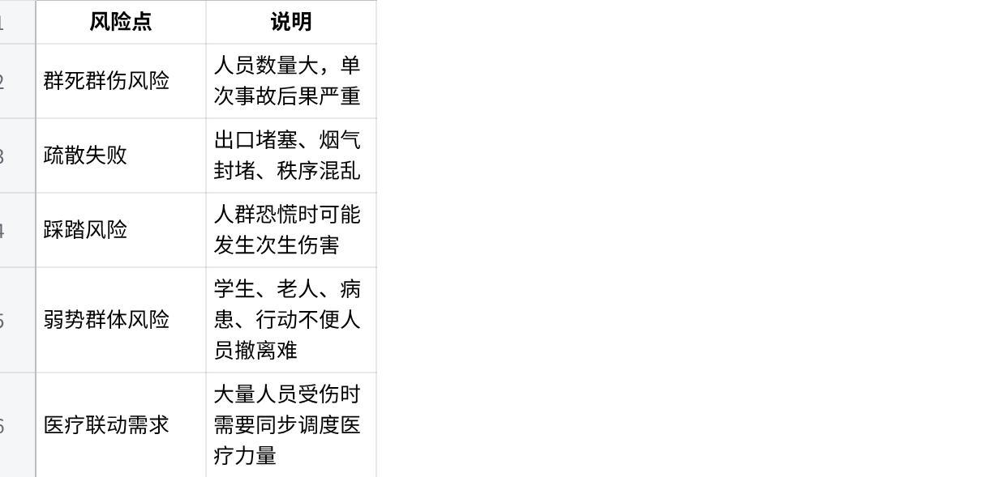 1 风险点 说明
2 群死群伤风险 人员数量大，单
次事故后果严重
3 疏散失败 出口堵塞、烟气
封堵、秩序混乱
4 踩踏风险 人群恐慌时可能
发生次生伤害
5 弱势群体风险 学生、老人、病
患、行动不便人
员撤离难
6 医疗联动需求 大量人员受伤时
需要同步调度医
疗力量